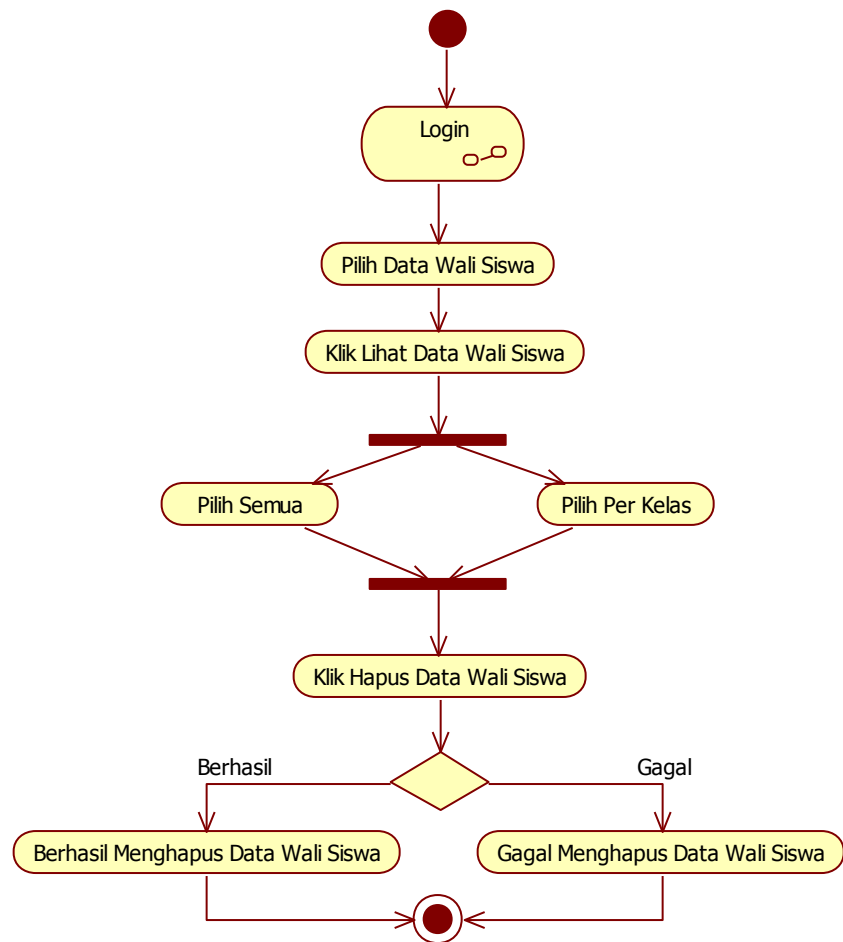 Login
Pilih Data Wali Siswa
Klik Lihat Data Wali Siswa
Pilih Semua
Pilih Per Kelas
Klik Hapus Data Wali Siswa
Berhasil
Gagal
Berhasil Menghapus Data Wali Siswa
Gagal Menghapus Data Wali Siswa